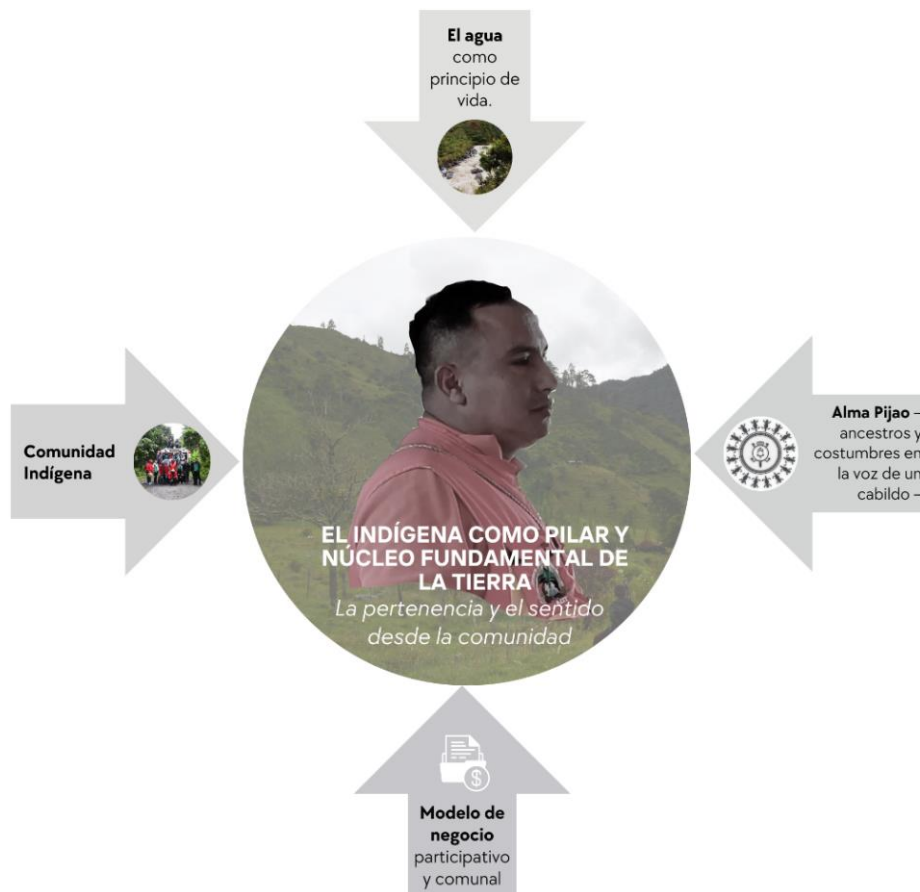 El agua
como
principio de
vida.
Comunidad
Indígena
Alma Pijao –
ancestros y
costumbres en
la voz de un
cabildo –
EL INDÍGENA COMO PILAR Y
NÚCLEO FUNDAMENTAL DE
LA TIERRA
La pertenencia y el sentido
desde la comunidad
$
Modelo de
negocio
participativo
y comunal